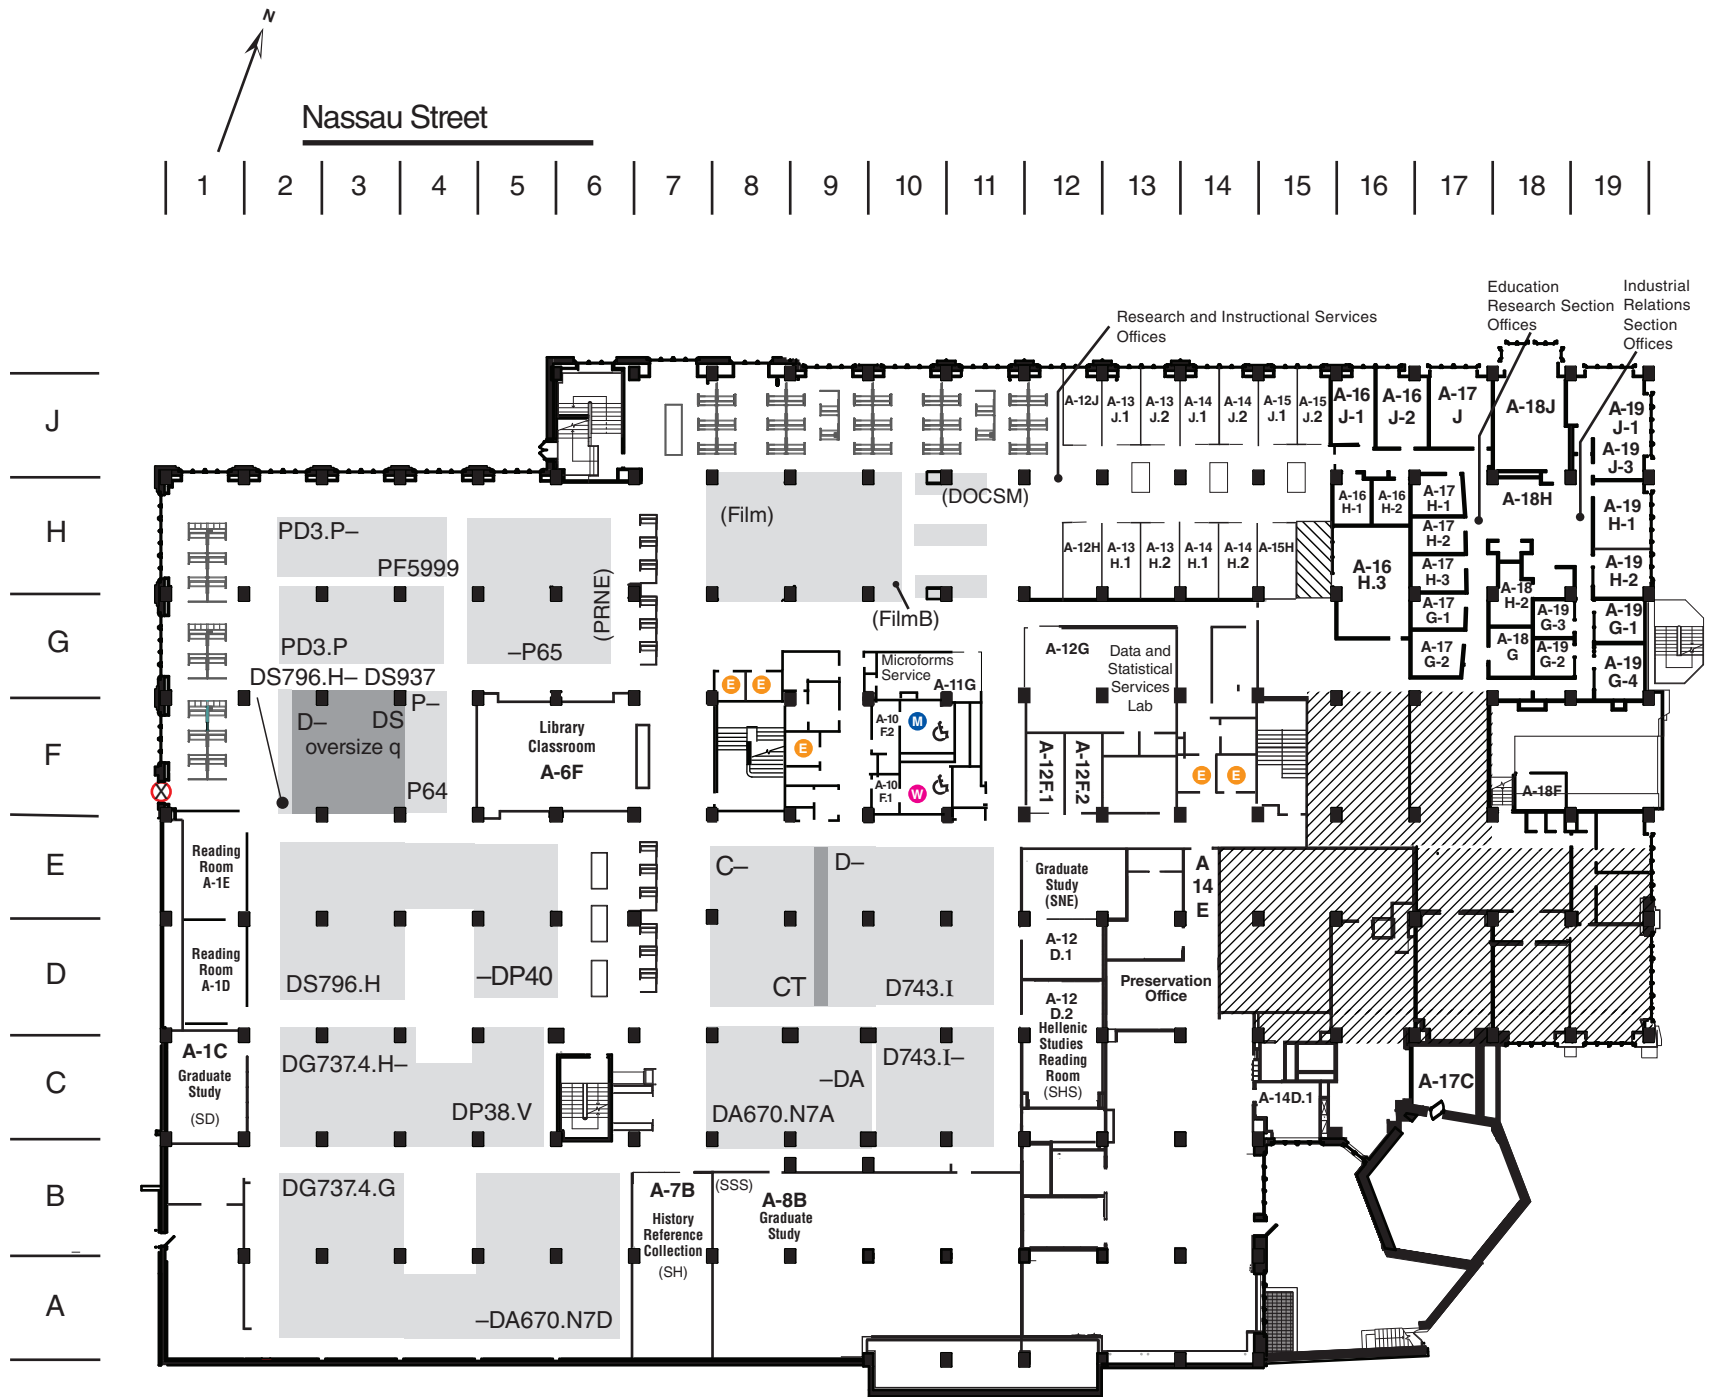 N
Nassau Street
1 2 3 4 5 6 7 8 9 10 11 12 13 14 15 16 17 18 19
Education
Research Section
Offices
Industrial
Relations
Section
Offices
Research and Instructional Services
Offices
J
A-12J
A-13
J.1
A-13
J.2
A-14
J.1
A-14
J.2
A-15
J.1
A-15
J.2
A-16
J-1
A-16
J-2
A-17
J
A-18J
A-19
J-1
A-19
J-3
H
PD3.P–
PF5999
(PRNE)
(Film)
(DOCSM)
(FilmB)
A-12H
A-13
H.1
A-13
H.2
A-14
H.1
A-14
H.2
A-15H
A-16
H-1
A-16
H-2
A-16
H.3
A-17
H-1
A-17
H-2
A-17
H-3
A-18H
A-18
H-2
A-19
H-1
A-19
H-2
G
PD3.P
–P65
DS796.H– DS937
Microforms
Service
A-11G
A-12G
Data and
Statistical
Services
Lab
A-17
G-1
A-17
G-2
A-18
G
A-19
G-3
A-19
G-2
A-19
G-1
A-19
G-4
E E
F
D–
DS
oversize q
P–
P64
Library
Classroom
A-6F
E
A-10
F.2
M
A-10
F.1
W
A-12F.1
A-12F.2
E E
A-18F
X
E
Reading
Room
A-1E
C–
D–
Graduate
Study
(SNE)
A
14
E
D
Reading
Room
A-1D
DS796.H
–DP40
CT
D743.I
A-12
D.1
Preservation
Office
A-12
D.2
Hellenic
Studies
Reading
Room
(SHS)
C
A-1C
Graduate
Study
(SD)
DG737.4.H–
DP38.V
D743.I–
–DA
DA670.N7A
A-14D.1
A-17C
B
DG737.4.G
A-7B
History
Reference
Collection
(SH)
(SSS)
A-8B
Graduate
Study
A
–DA670.N7D